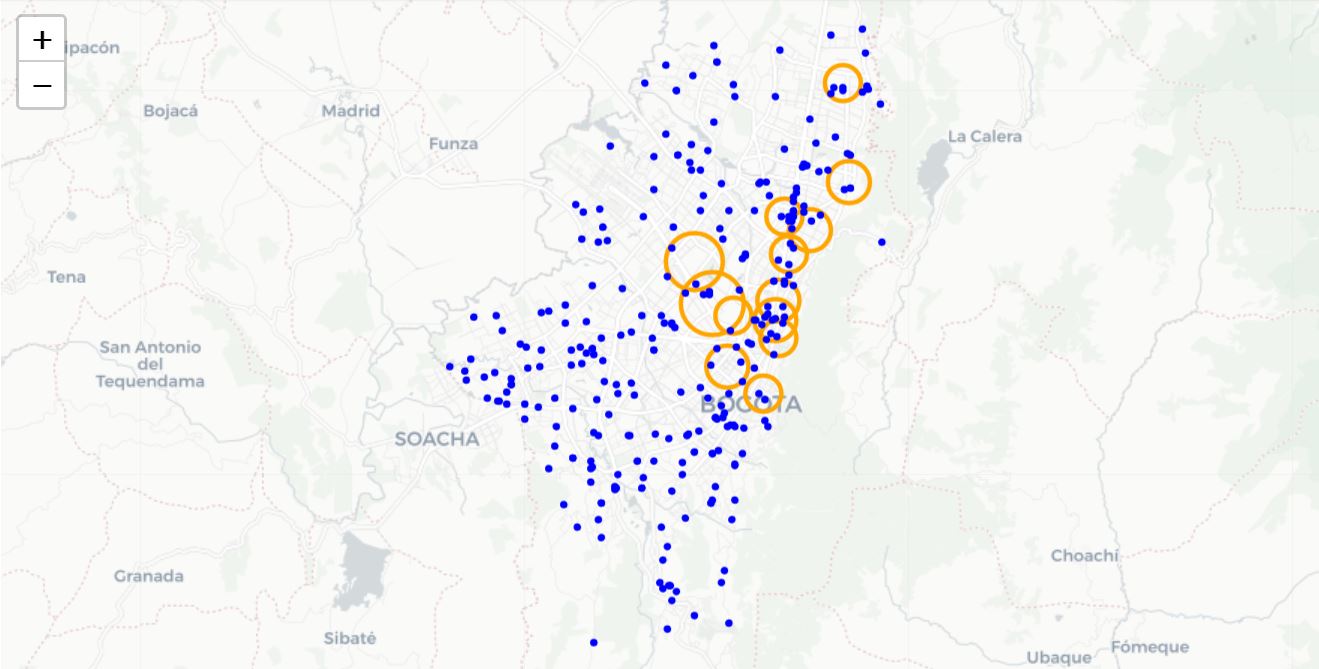 +
−
ipacón
Bojacá
Madrid
Funza
La Calera
Tena
San Antonio
del
Tequendama
BOGOTA
SOACHA
Choachí
Granada
Sibaté
Ubaque
Fómeque